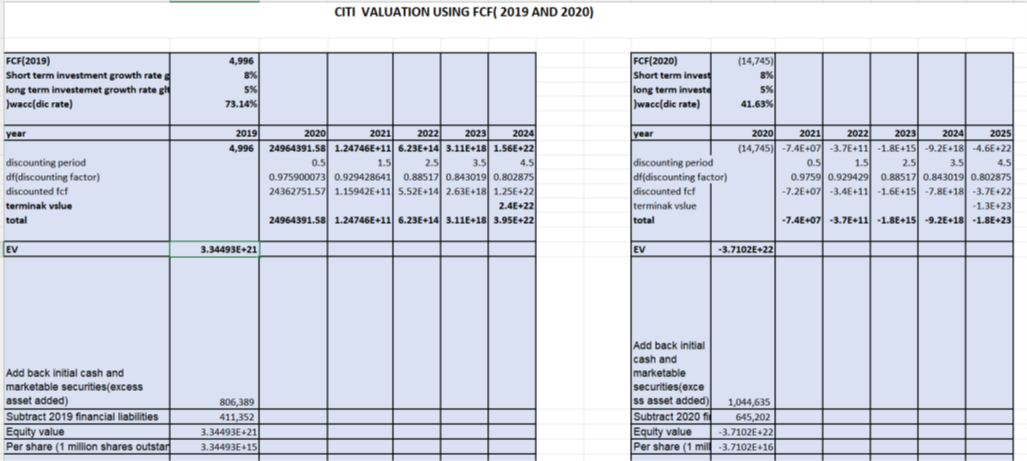 CITI VALUATION USING FCF( 2019 AND 2020)
FCF(2019) 4,996
Short term investment growth rate g 8%
long term investemet growth rate glt 5%
)wacc(dic rate) 73.14%
year 2019 2020 2021 2022 2023 2024
4,996 24964391.58 1.24746E+11 6.23E+14 3.11E+18 1.56E+22
discounting period 0.5 1.5 2.5 3.5 4.5
df(discounting factor) 0.975900073 0.929428641 0.88517 0.843019 0.802875
discounted fcf 24362751.57 1.15942E+11 5.52E+14 2.63E+18 1.25E+22
terminak vslue 2.4E+22
total 24964391.58 1.24746E+11 6.23E+14 3.11E+18 3.95E+22
EV 3.34493E+21
Add back initial cash and
marketable securities(excess
asset added) 806,389
Subtract 2019 financial liabilities 411,352
Equity value 3.34493E+21
Per share (1 million shares outstar 3.34493E+15
FCF(2020) (14,745)
Short term invest 8%
long term investe 5%
)wacc(dic rate) 41.63%
year 2020 2021 2022 2023 2024 2025
(14,745) -7.4E+07 -3.7E+11 -1.8E+15 -9.2E+18 -4.6E+22
discounting period 0.5 1.5 2.5 3.5 4.5
df(discounting factor) 0.9759 0.929429 0.88517 0.843019 0.802875
discounted fcf -7.2E+07 -3.4E+11 -1.6E+15 -7.8E+18 -3.7E+22
terminak vslue -1.3E+23
total -7.4E+07 -3.7E+11 -1.8E+15 -9.2E+18 -1.8E+23
EV -3.7102E+22
Add back initial
cash and
marketable
securities(exce
ss asset added) 1,044,635
Subtract 2020 fi 645,202
Equity value -3.7102E+22
Per share (1 mill -3.7102E+16